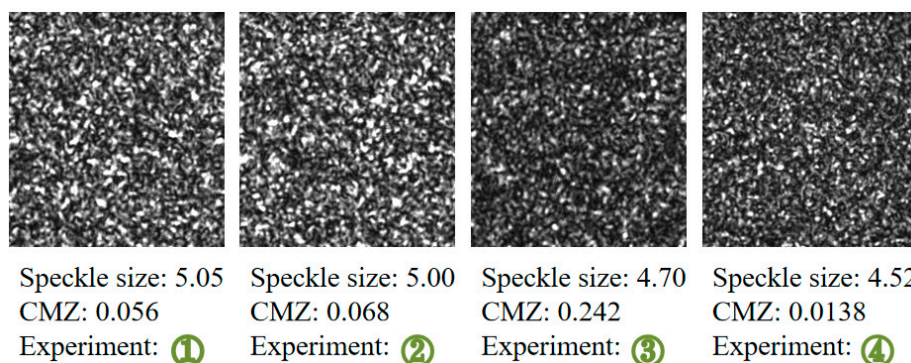 Speckle size: 5.05
CMZ: 0.056
Experiment: ①
Speckle size: 5.00
CMZ: 0.068
Experiment: ②
Speckle size: 4.70
CMZ: 0.242
Experiment: ③
Speckle size: 4.52
CMZ: 0.0138
Experiment: ④